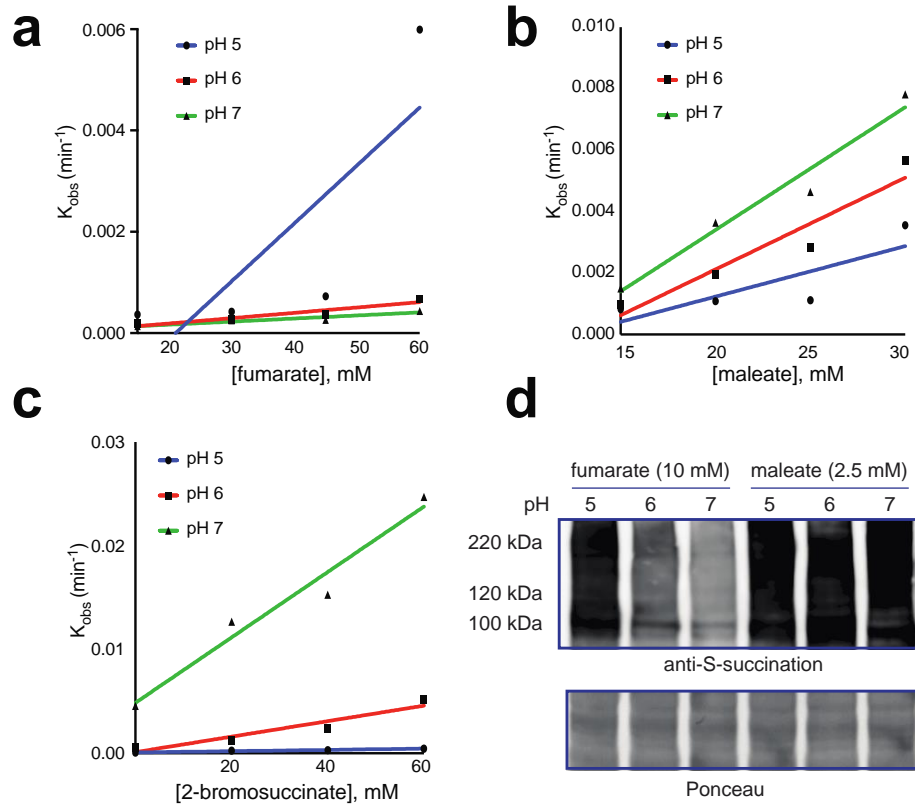 a
0.006
0.004
0.002
0.000
K_obs (min⁻¹)
pH 5
pH 6
pH 7
20 30 40 50 60
[fumarate], mM
b
0.010
0.008
0.006
0.004
0.002
0.000
K_obs (min⁻¹)
pH 5
pH 6
pH 7
15 20 25 30
[maleate], mM
c
0.03
0.02
0.01
0.00
K_obs (min⁻¹)
pH 5
pH 6
pH 7
20 40 60
[2-bromosuccinate], mM
d
fumarate (10 mM) maleate (2.5 mM)
pH 5 6 7 5 6 7
220 kDa
120 kDa
100 kDa
anti-S-succination
Ponceau